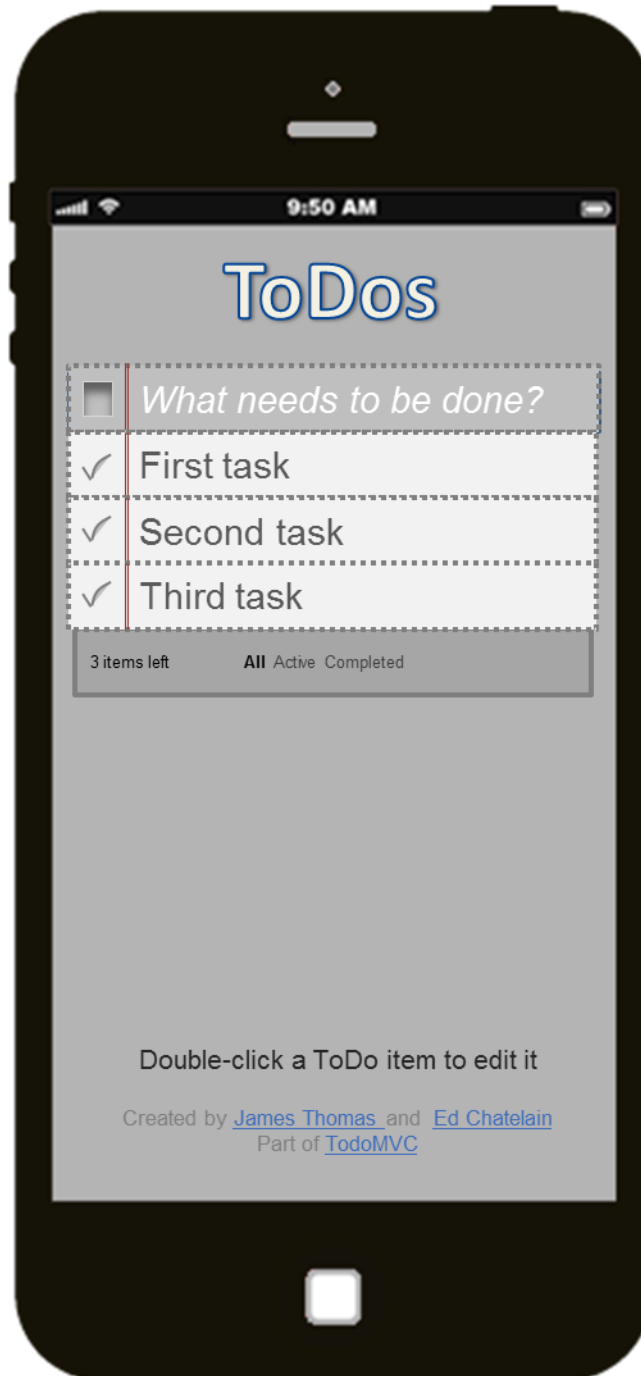 9:50 AM
ToDos
What needs to be done?
First task
Second task
Third task
3 items left All Active Completed
Double-click a ToDo item to edit it
Created by James Thomas and Ed Chatelain
Part of TodoMVC